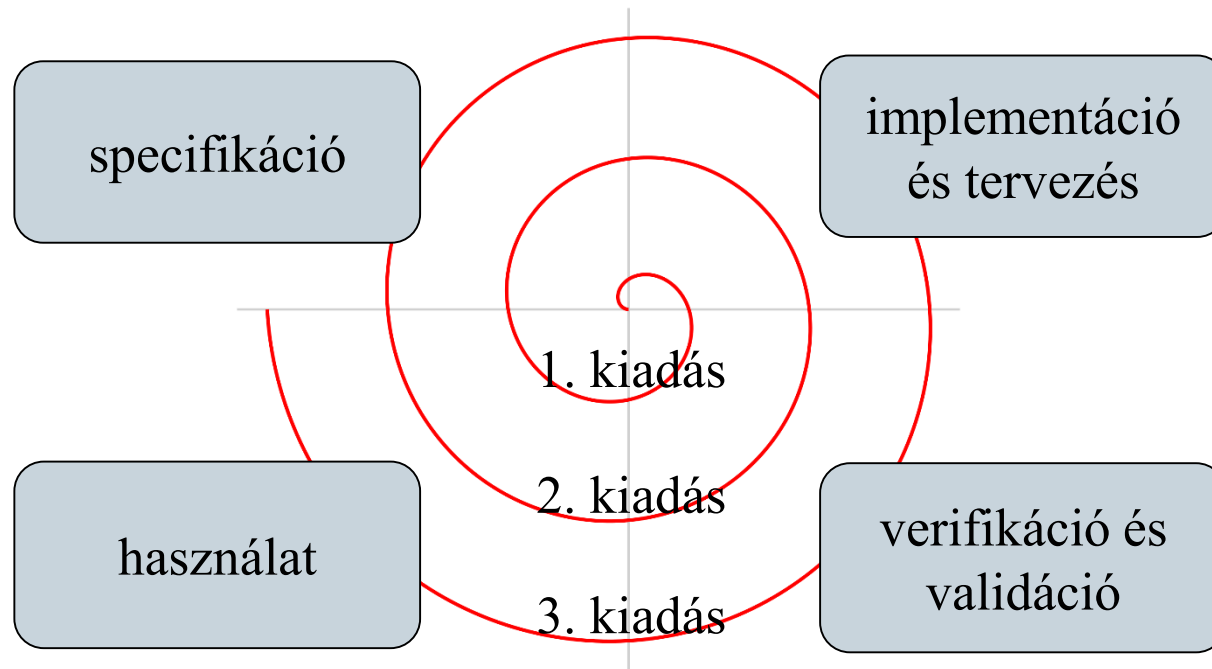 specifikáció
implementáció
és tervezés
1. kiadás
2. kiadás
használat
verifikáció és
validáció
3. kiadás